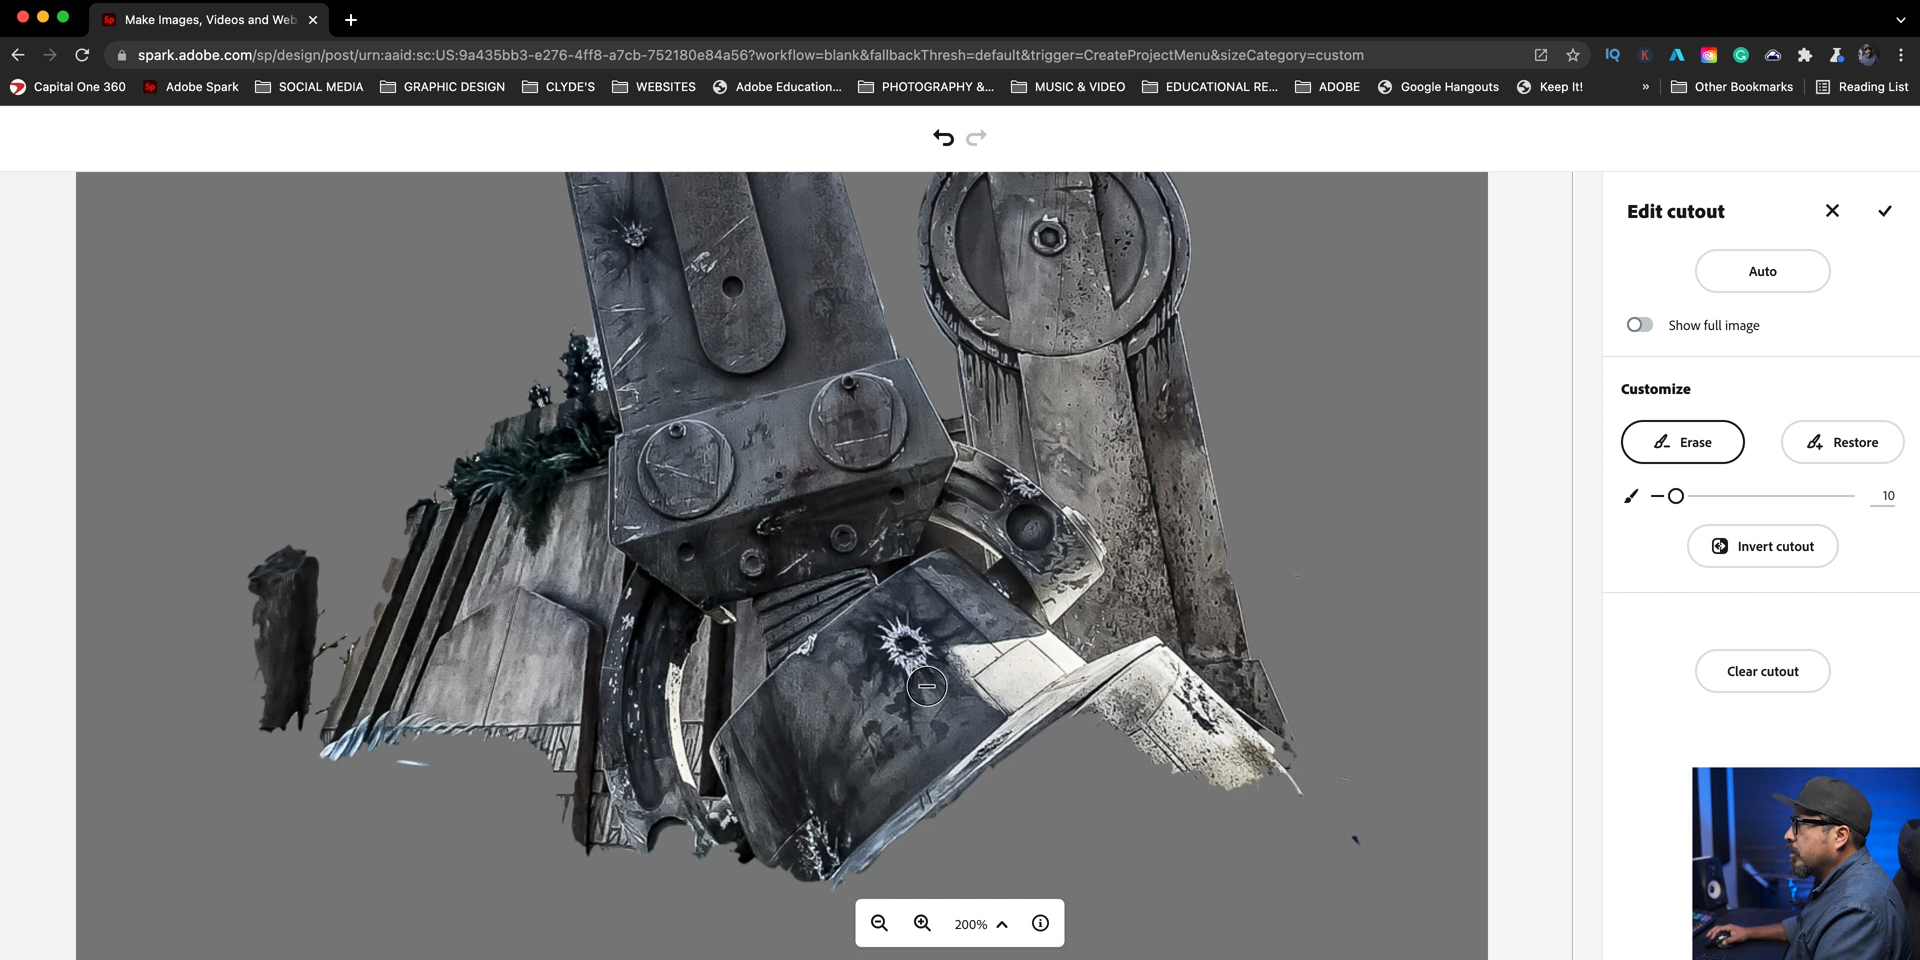 Sp Make Images, Videos and Web
spark.adobe.com/sp/design/post/urn:aaid:sc:US:9a435bb3-e276-4ff8-a7cb-752180e84a56?workflow=blank&fallbackThresh=default&trigger=CreateProjectMenu&sizeCategory=custom
IQ K G
Capital One 360 Sp Adobe Spark SOCIAL MEDIA GRAPHIC DESIGN CLYDE'S WEBSITES Adobe Education... PHOTOGRAPHY &... MUSIC & VIDEO EDUCATIONAL RE... ADOBE Google Hangouts Keep It! » Other Bookmarks Reading List
Edit cutout
Auto
Show full image
Customize
Erase Restore
10
Invert cutout
Clear cutout
200%